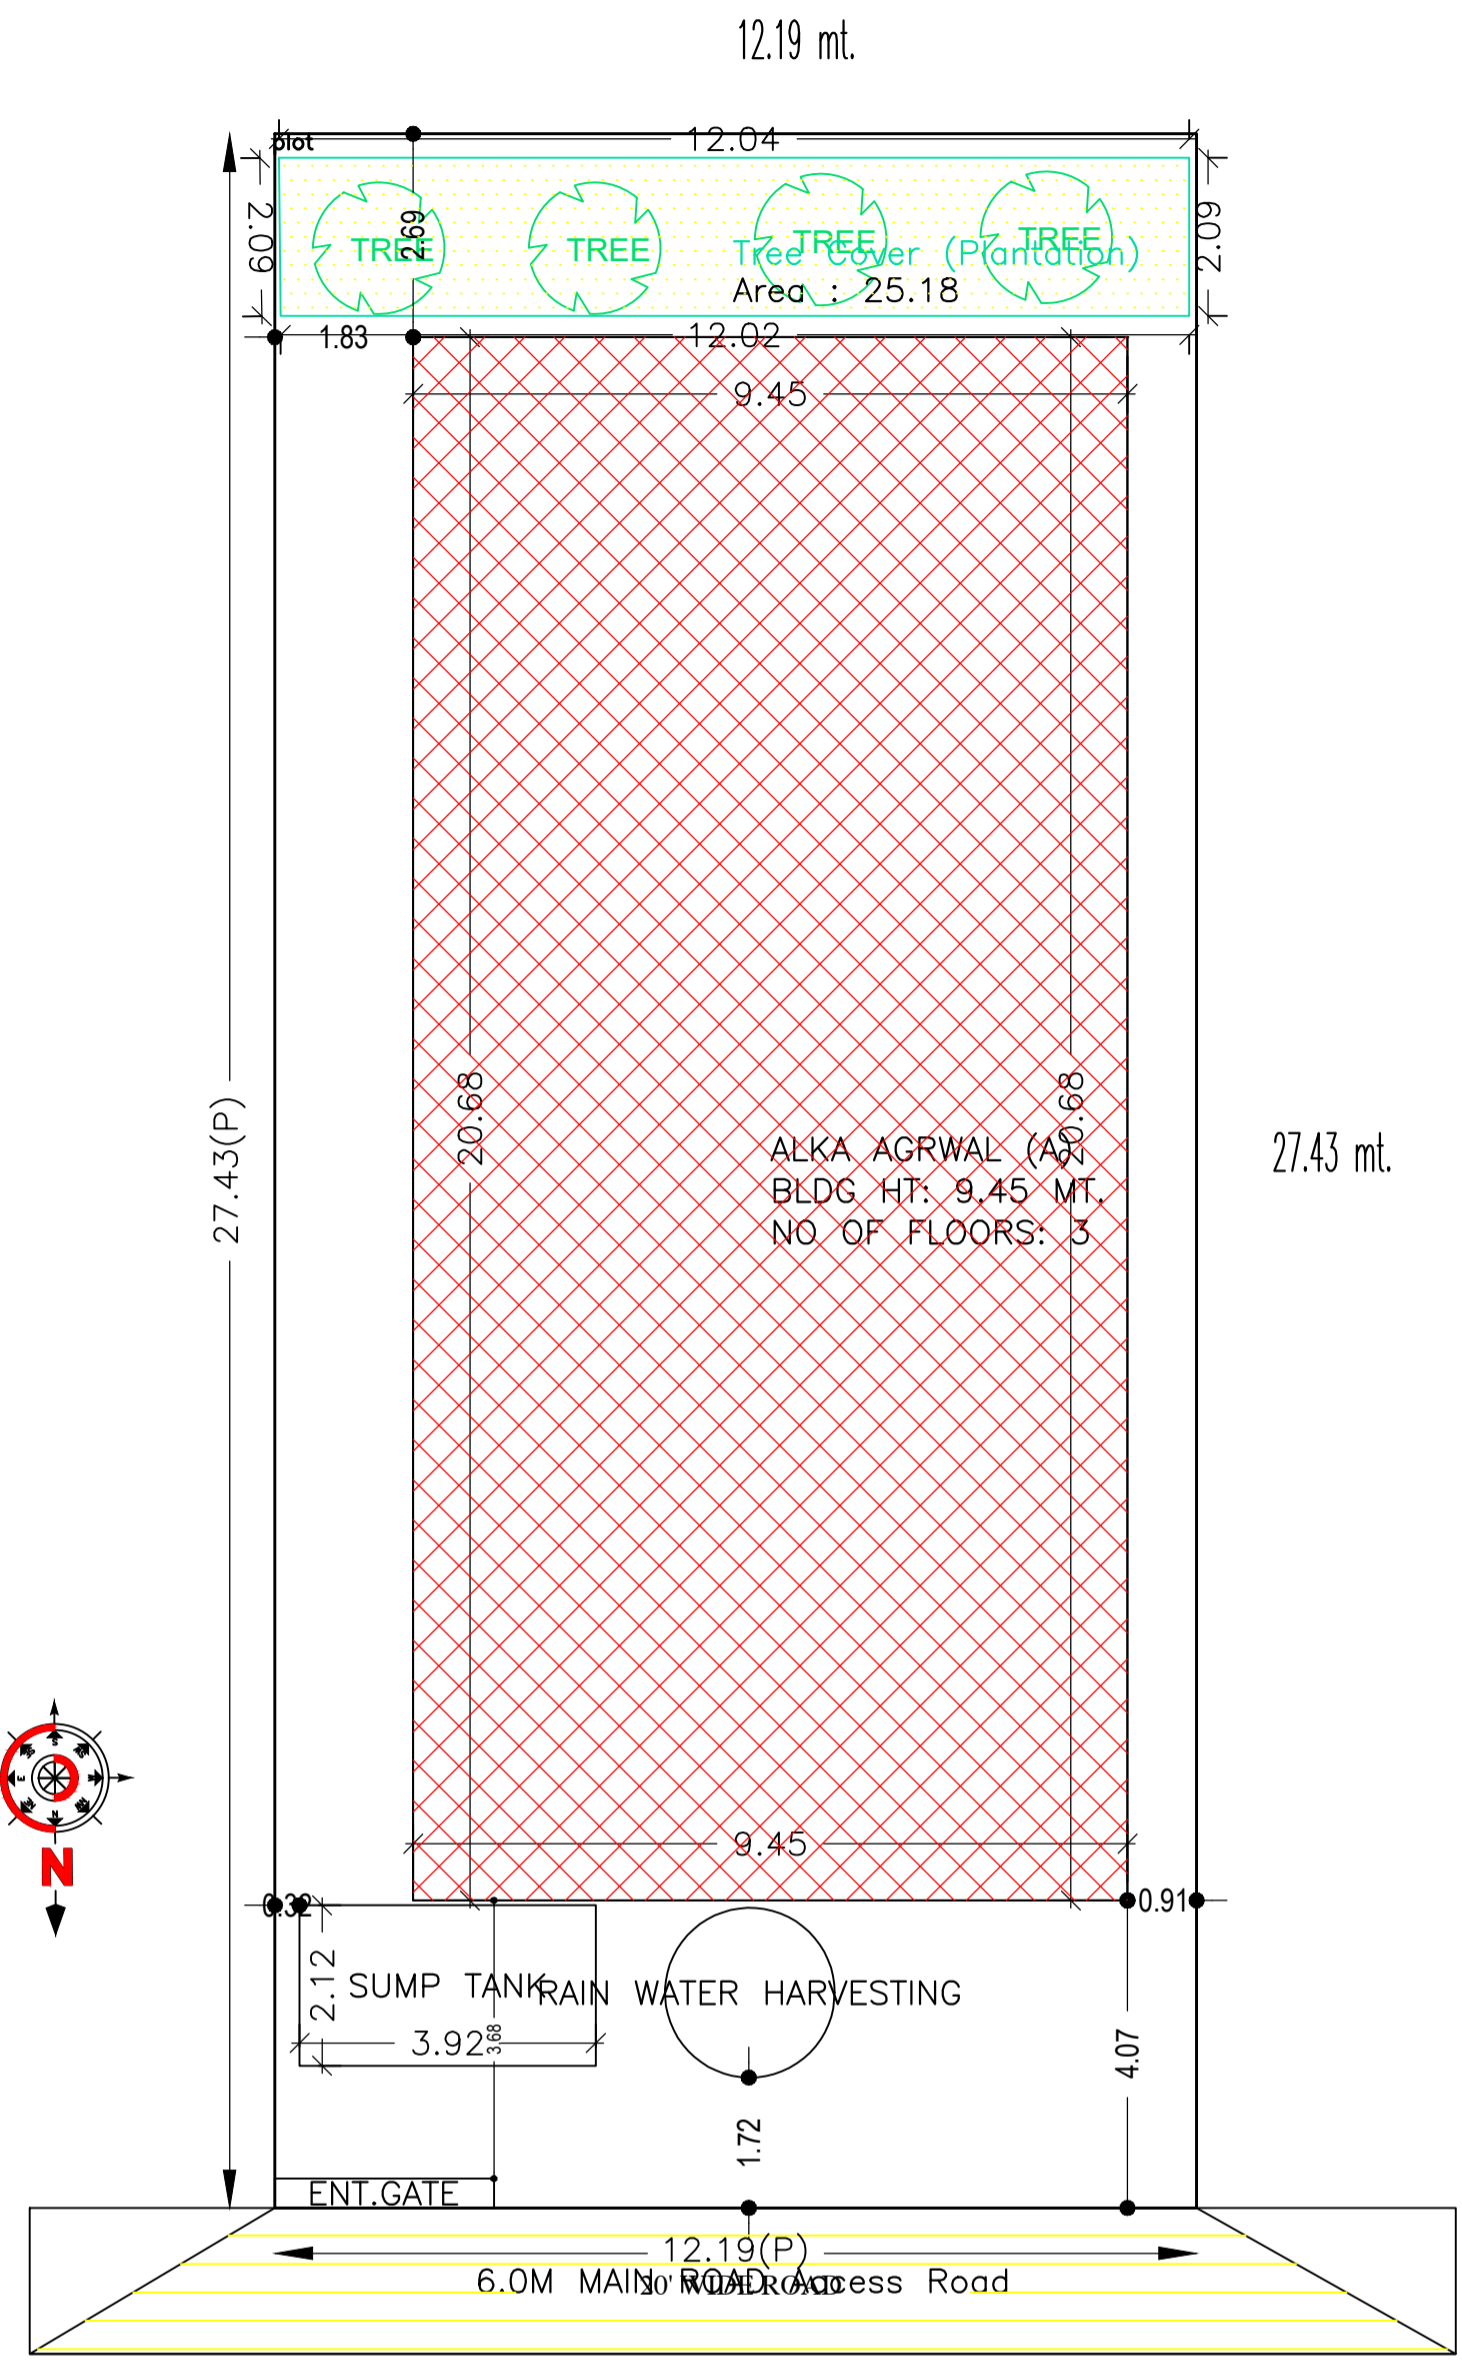 12.19 mt.
plot
12.04
2.09
2.69
2.09
TREE
TREE
TREE
TREE
Tree Cover (Plantation)
Area : 25.18
1.83
12.02
9.45
20.68
20.68
27.43(P)
27.43 mt.
ALKA AGRWAL (A)
BLDG HT: 9.45 MT.
NO OF FLOORS: 3
S
E
W
N
SE
NE
NW
N
9.45
0.32
0.91
2.12
SUMP TANK
RAIN WATER HARVESTING
3.92
3.68
4.07
1.72
ENT.GATE
12.19(P)
6.0M MAIN ROAD Access Road
20' WIDE ROAD